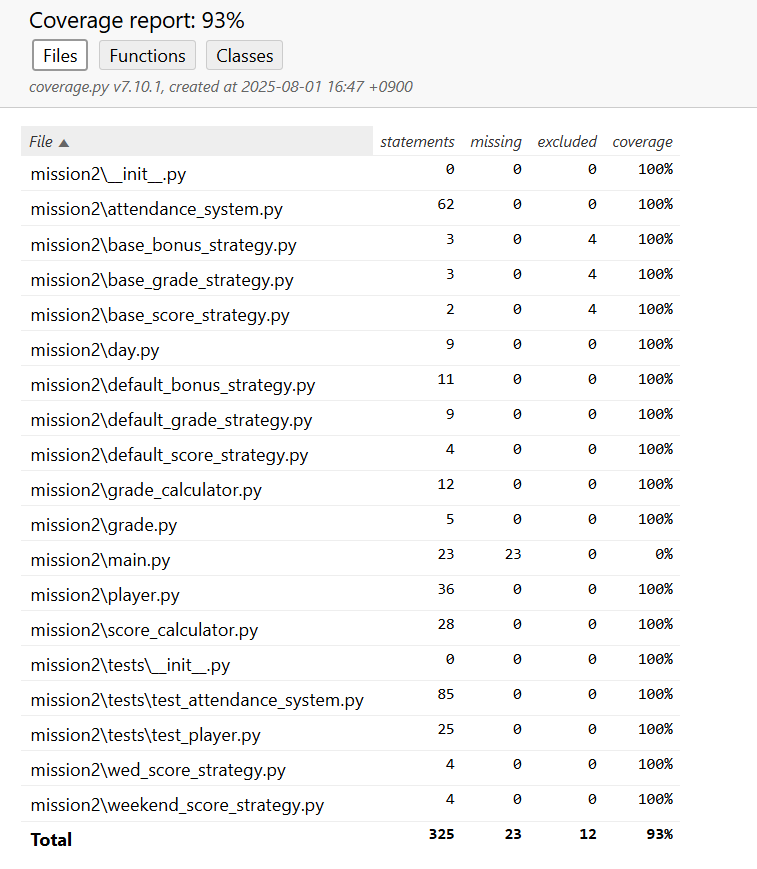 Coverage report: 93%
Files Functions Classes
coverage.py v7.10.1, created at 2025-08-01 16:47 +0900
File ▲ statements missing excluded coverage
mission2\__init__.py 0 0 0 100%
mission2\attendance_system.py 62 0 0 100%
mission2\base_bonus_strategy.py 3 0 4 100%
mission2\base_grade_strategy.py 3 0 4 100%
mission2\base_score_strategy.py 2 0 4 100%
mission2\day.py 9 0 0 100%
mission2\default_bonus_strategy.py 11 0 0 100%
mission2\default_grade_strategy.py 9 0 0 100%
mission2\default_score_strategy.py 4 0 0 100%
mission2\grade_calculator.py 12 0 0 100%
mission2\grade.py 5 0 0 100%
mission2\main.py 23 23 0 0%
mission2\player.py 36 0 0 100%
mission2\score_calculator.py 28 0 0 100%
mission2\tests\__init__.py 0 0 0 100%
mission2\tests\test_attendance_system.py 85 0 0 100%
mission2\tests\test_player.py 25 0 0 100%
mission2\wed_score_strategy.py 4 0 0 100%
mission2\weekend_score_strategy.py 4 0 0 100%
Total 325 23 12 93%